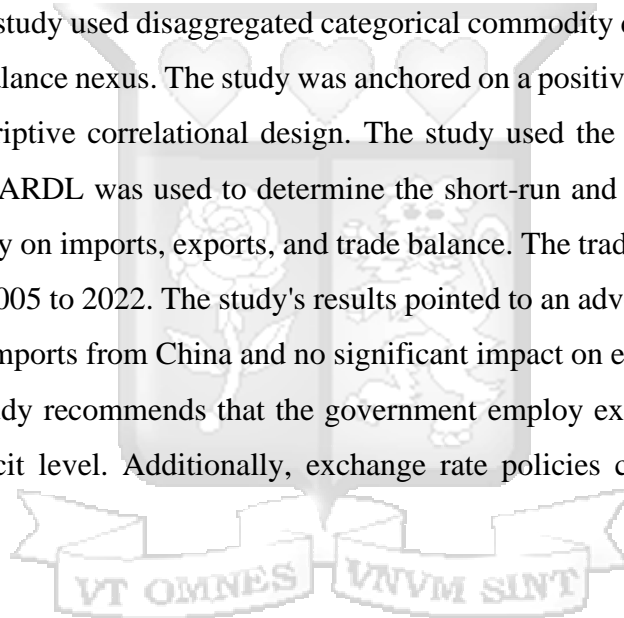 study used disaggregated categorical commodity
alance nexus. The study was anchored on a positiv
riptive correlational design. The study used the
ARDL was used to determine the short-run and
y on imports, exports, and trade balance. The trad
005 to 2022. The study's results pointed to an adv
mports from China and no significant impact on e
dy recommends that the government employ ex
cit level. Additionally, exchange rate policies c
VT OMNES VNVM SINT